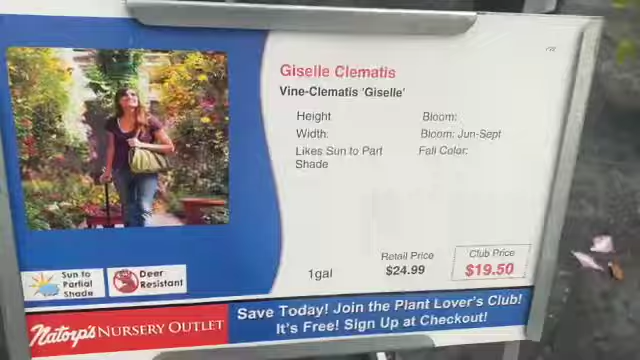 Giselle Clematis
Vine-Clematis 'Giselle'
Height
Bloom:
Width:
Bloom: Jun-Sept
Likes Sun to Part
Shade
Fall Color:
1gal
Retail Price
$24.99
Club Price
$19.50
Sun to
Partial
Shade
Deer
Resistant
Natorp's NURSERY OUTLET
Save Today! Join the Plant Lover's Club!
It's Free! Sign Up at Checkout!